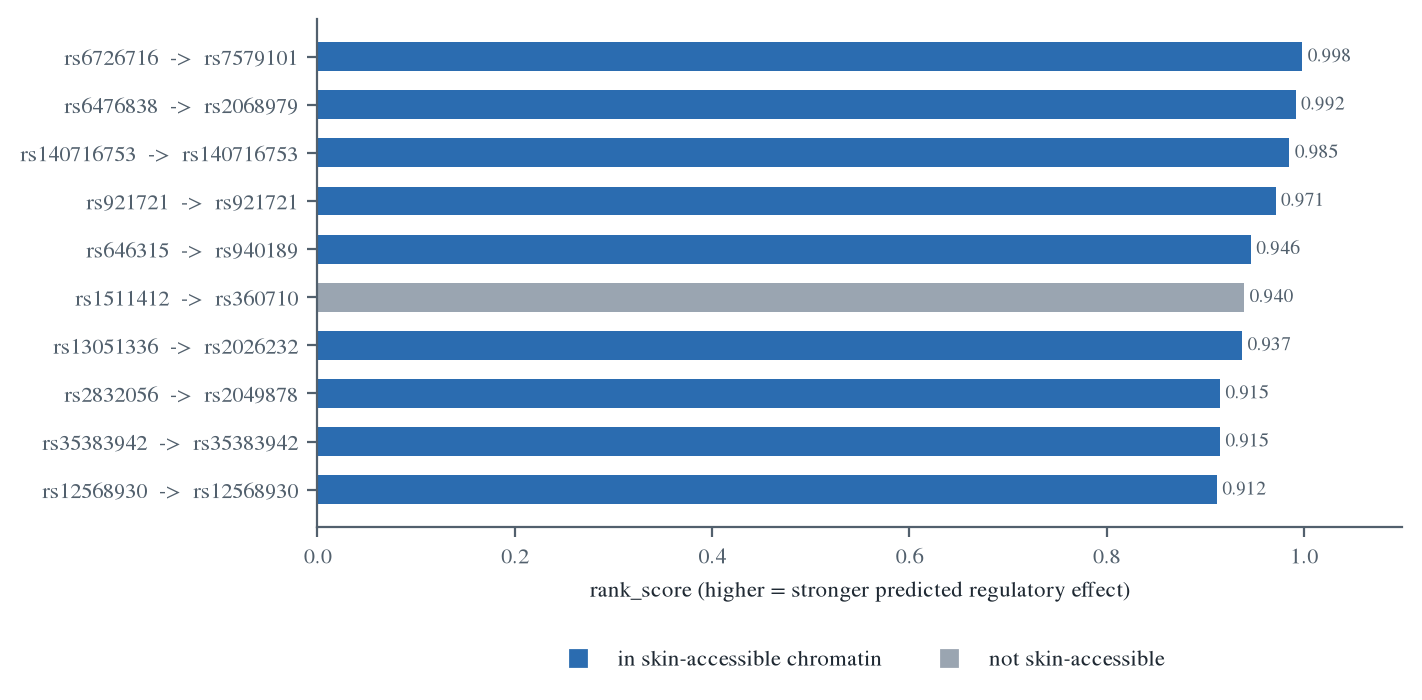 rs6726716 -> rs7579101 0.998
rs6476838 -> rs2068979 0.992
rs140716753 -> rs140716753 0.985
rs921721 -> rs921721 0.971
rs646315 -> rs940189 0.946
rs1511412 -> rs360710 0.940
rs13051336 -> rs2026232 0.937
rs2832056 -> rs2049878 0.915
rs35383942 -> rs35383942 0.915
rs12568930 -> rs12568930 0.912
0.0 0.2 0.4 0.6 0.8 1.0
rank_score (higher = stronger predicted regulatory effect)
in skin-accessible chromatin not skin-accessible